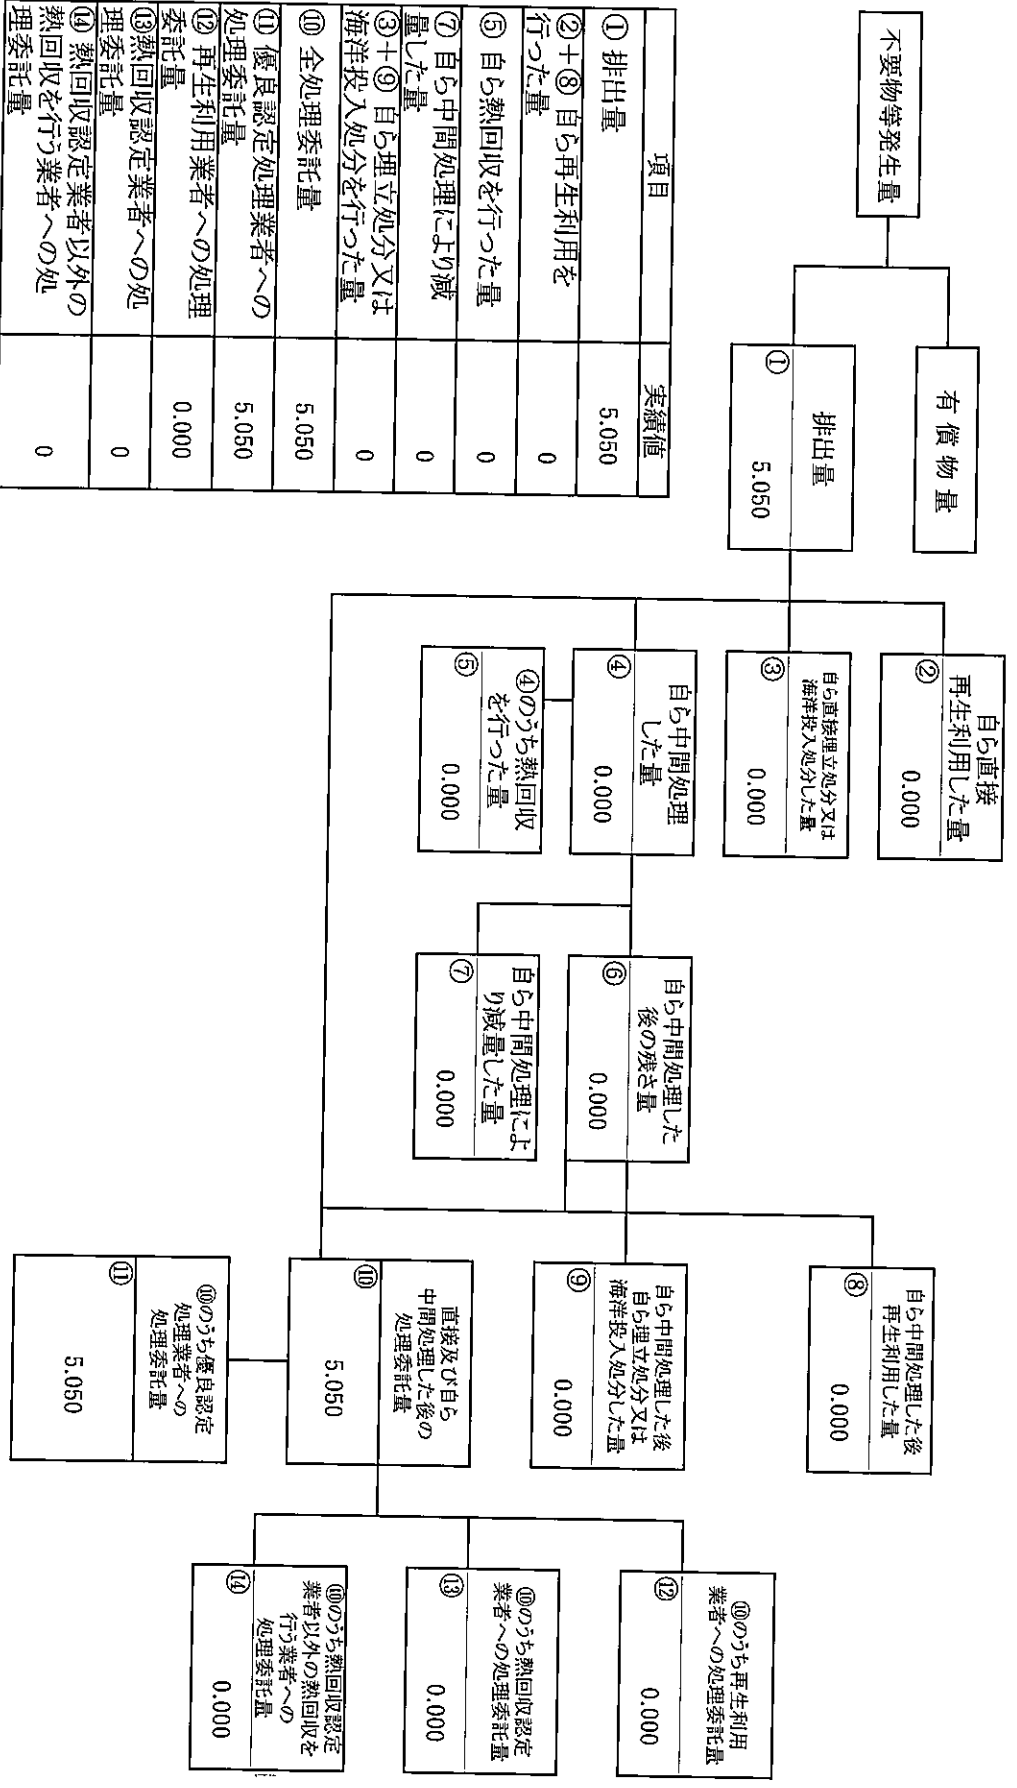 不要物等発生量
有償物量
排出量
①
5.050
自ら直接
再生利用した量
②
0.000
自ら直接埋立処分又は
海洋投入処分した量
③
0.000
自ら中間処理
した量
④
0.000
④のうち熱回収
を行った量
⑤
0.000
自ら中間処理した
後の残さ量
⑥
0.000
自ら中間処理によ
り減量した量
⑦
0.000
自ら中間処理した後
再生利用した量
⑧
0.000
自ら中間処理した後
自ら埋立処分又は
海洋投入処分した量
⑨
0.000
直接及び自ら
中間処理した後の
処理委託量
⑩
5.050
⑩のうち優良認定
処理業者への
処理委託量
⑪
5.050
⑩のうち再生利用
業者への処理委託量
⑫
0.000
⑩のうち熱回収認定
業者への処理委託量
⑬
0.000
⑩のうち熱回収認定
業者以外の熱回収を
行う業者への
処理委託量
⑭
0.000
項目 実績値
① 排出量 5.050
②+⑧ 自ら再生利用を
行った量 0
⑤ 自ら熱回収を行った量 0
⑦ 自ら中間処理により減
量した量 0
③+⑨ 自ら埋立処分又は
海洋投入処分を行った量 0
⑩ 全処理委託量 5.050
⑪ 優良認定処理業者への
処理委託量 5.050
⑫ 再生利用業者への処理
委託量 0.000
⑬熱回収認定業者への処
理委託量 0
⑭ 熱回収認定業者以外の
熱回収を行う業者への処
理委託量 0